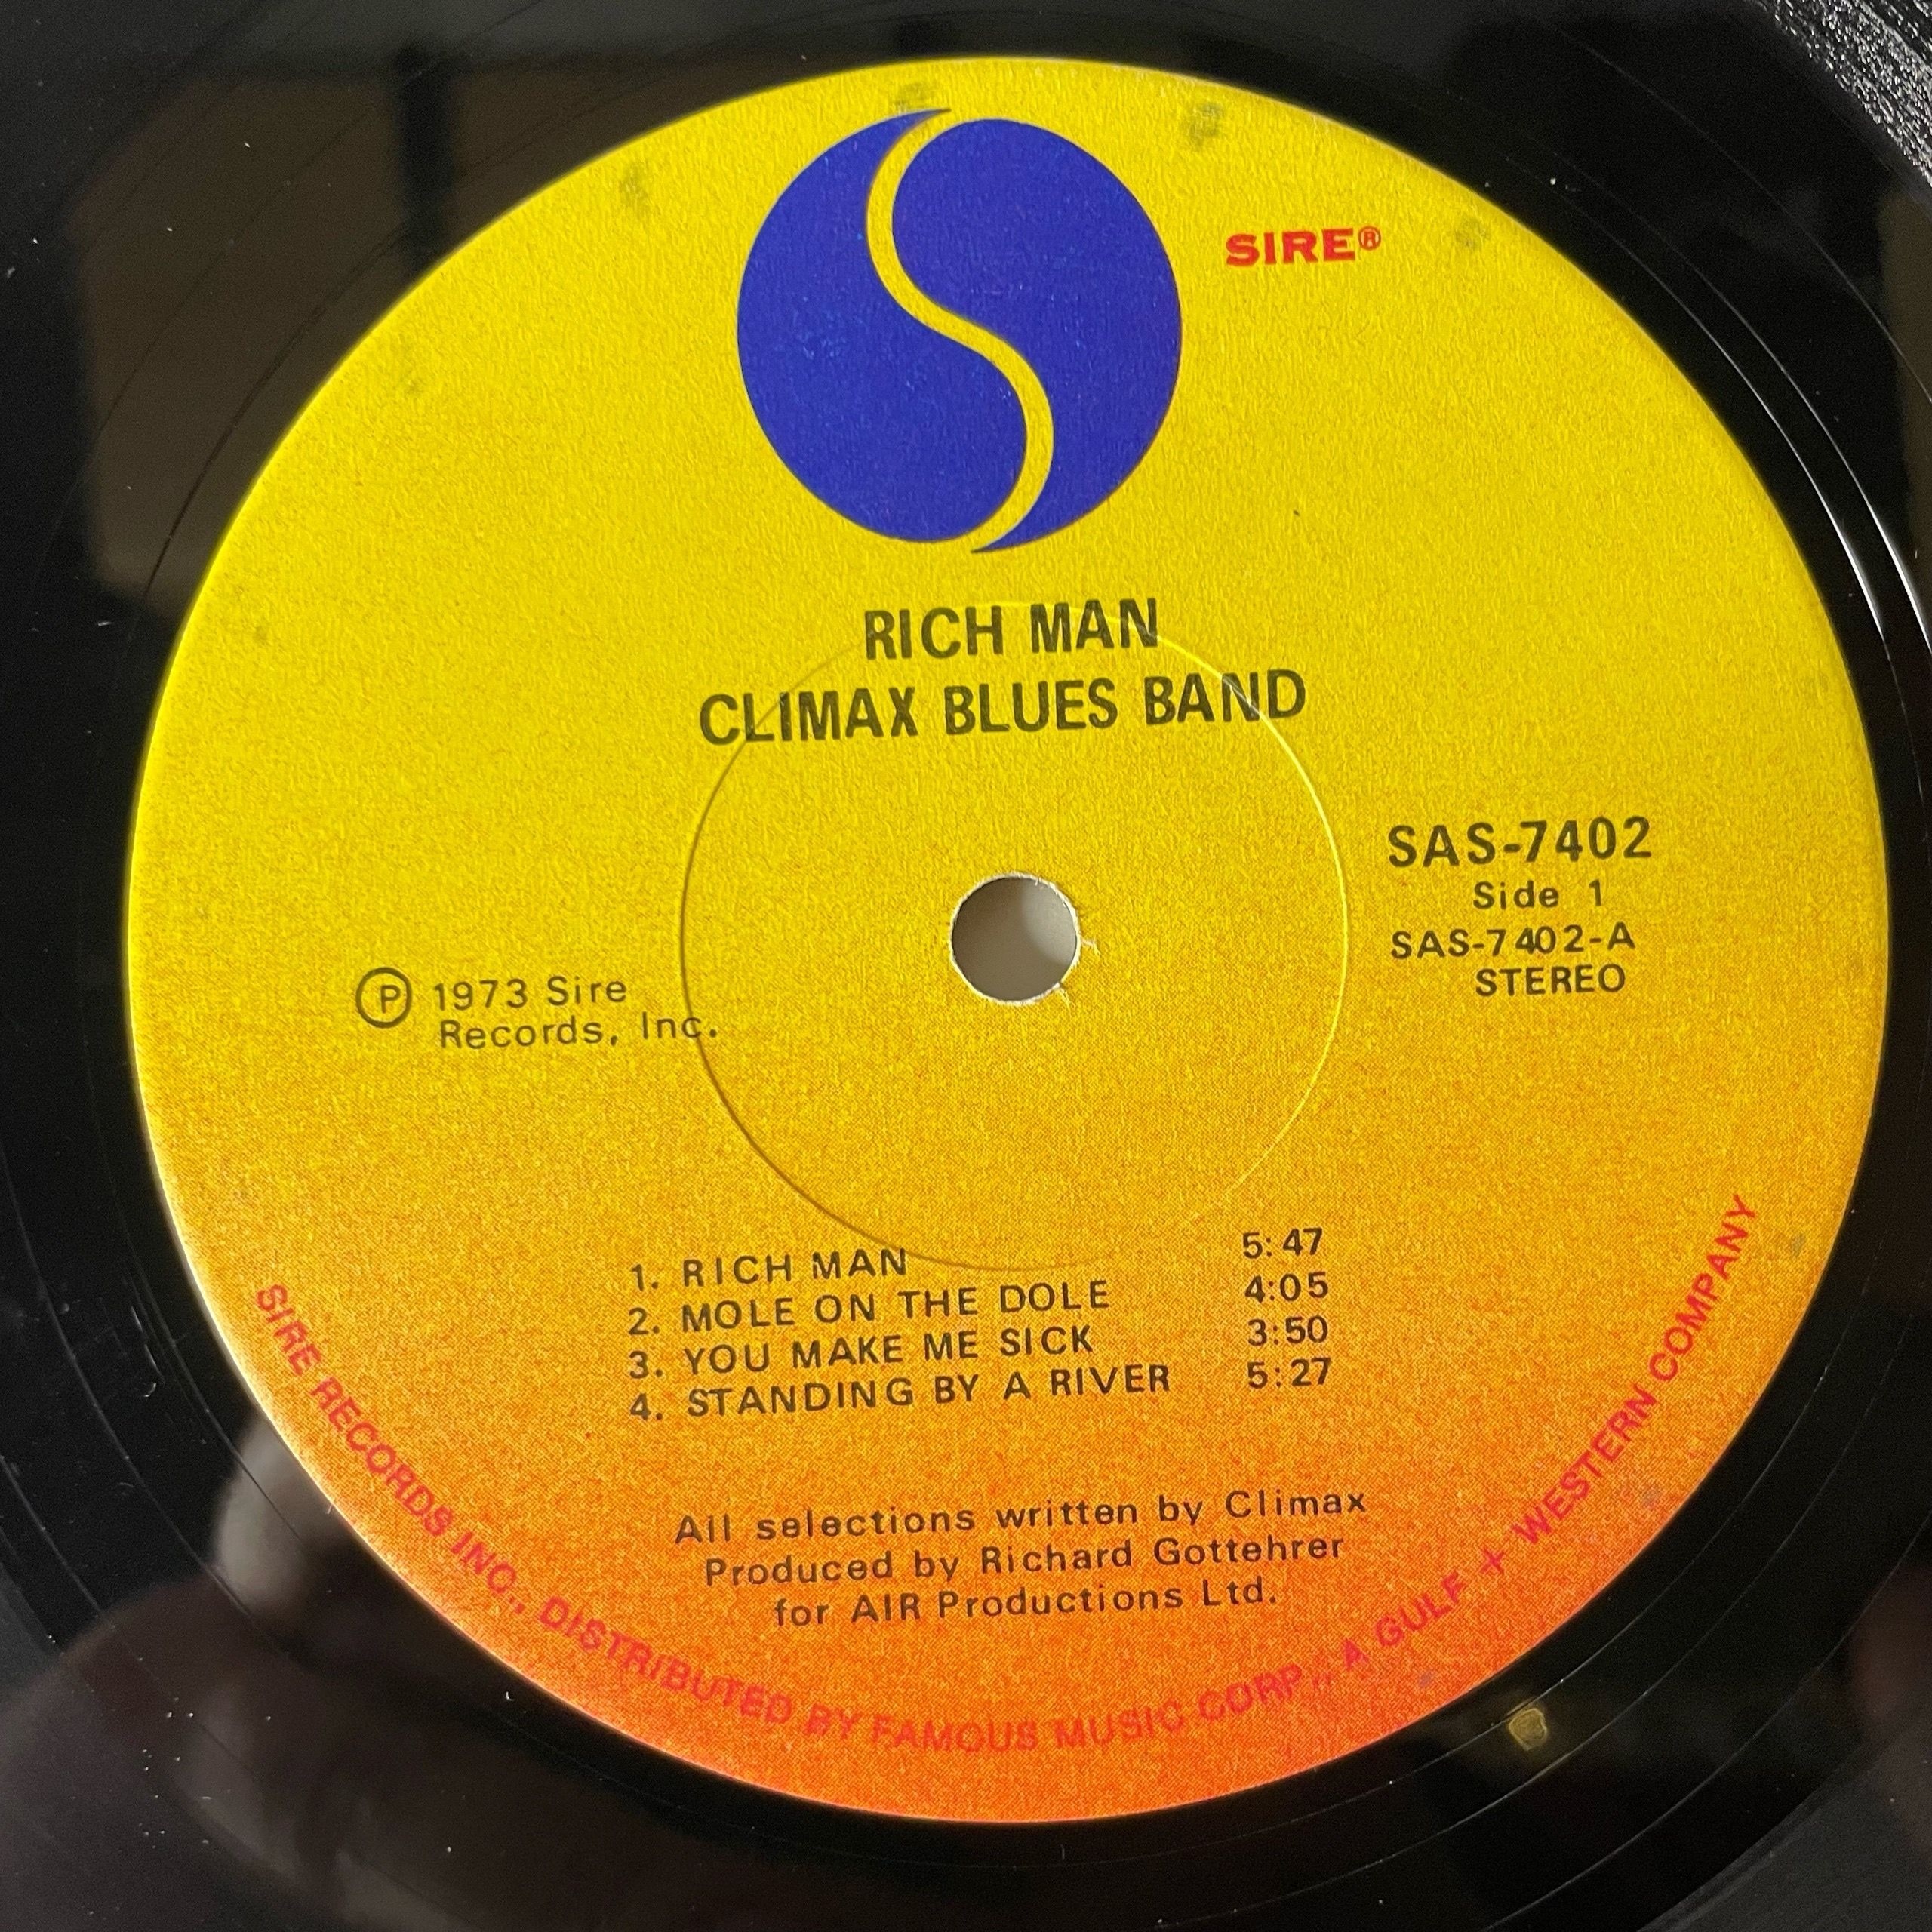 SIRE®
RICH MAN
CLIMAX BLUES BAND
SAS-7402
Side 1
SAS-7402-A
STEREO
Ⓟ 1973 Sire
Records, Inc.
1. RICH MAN 5:47
2. MOLE ON THE DOLE 4:05
3. YOU MAKE ME SICK 3:50
4. STANDING BY A RIVER 5:27
All selections written by Climax
Produced by Richard Gottehrer
for AIR Productions Ltd.
SIRE RECORDS INC., DISTRIBUTED BY FAMOUS MUSIC CORP., A GULF + WESTERN COMPANY